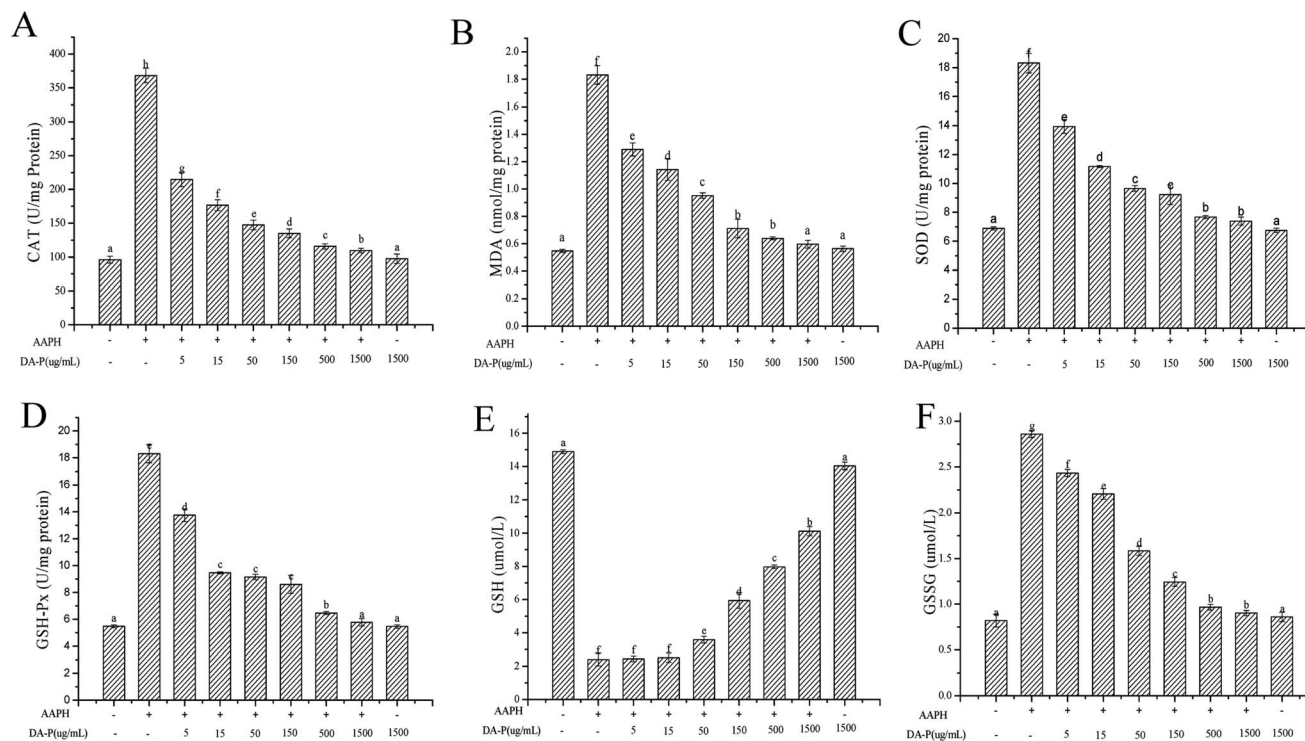 A
CAT (U/mg Protein)
400
350
300
250
200
150
100
50
0
a h g f e d c b a
AAPH - + + + + + + + -
DA-P(ug/mL) - - 5 15 50 150 500 1500 1500
B
MDA (nmol/mg protein)
2.0
1.8
1.6
1.4
1.2
1.0
0.8
0.6
0.4
0.2
0.0
a f e d c b b a a
AAPH - + + + + + + + -
DA-P(ug/mL) - - 5 15 50 150 500 1500 1500
C
SOD (U/mg protein)
20
18
16
14
12
10
8
6
4
2
0
a f e d c b b a
AAPH - + + + + + + + -
DA-P(ug/mL) - - 5 15 50 150 500 1500 1500
D
GSH-Px (U/mg protein)
20
18
16
14
12
10
8
6
4
2
0
a e d c c c b a a
AAPH - + + + + + + + -
DA-P(ug/mL) - - 5 15 50 150 500 1500 1500
E
GSH (umol/L)
16
14
12
10
8
6
4
2
0
a f f f e d c b a
AAPH - + + + + + + + -
DA-P(ug/mL) - - 5 15 50 150 500 1500 1500
F
GSSG (umol/L)
3.0
2.5
2.0
1.5
1.0
0.5
0.0
a g f e d c b b a
AAPH - + + + + + + + -
DA-P(ug/mL) - - 5 15 50 150 500 1500 1500